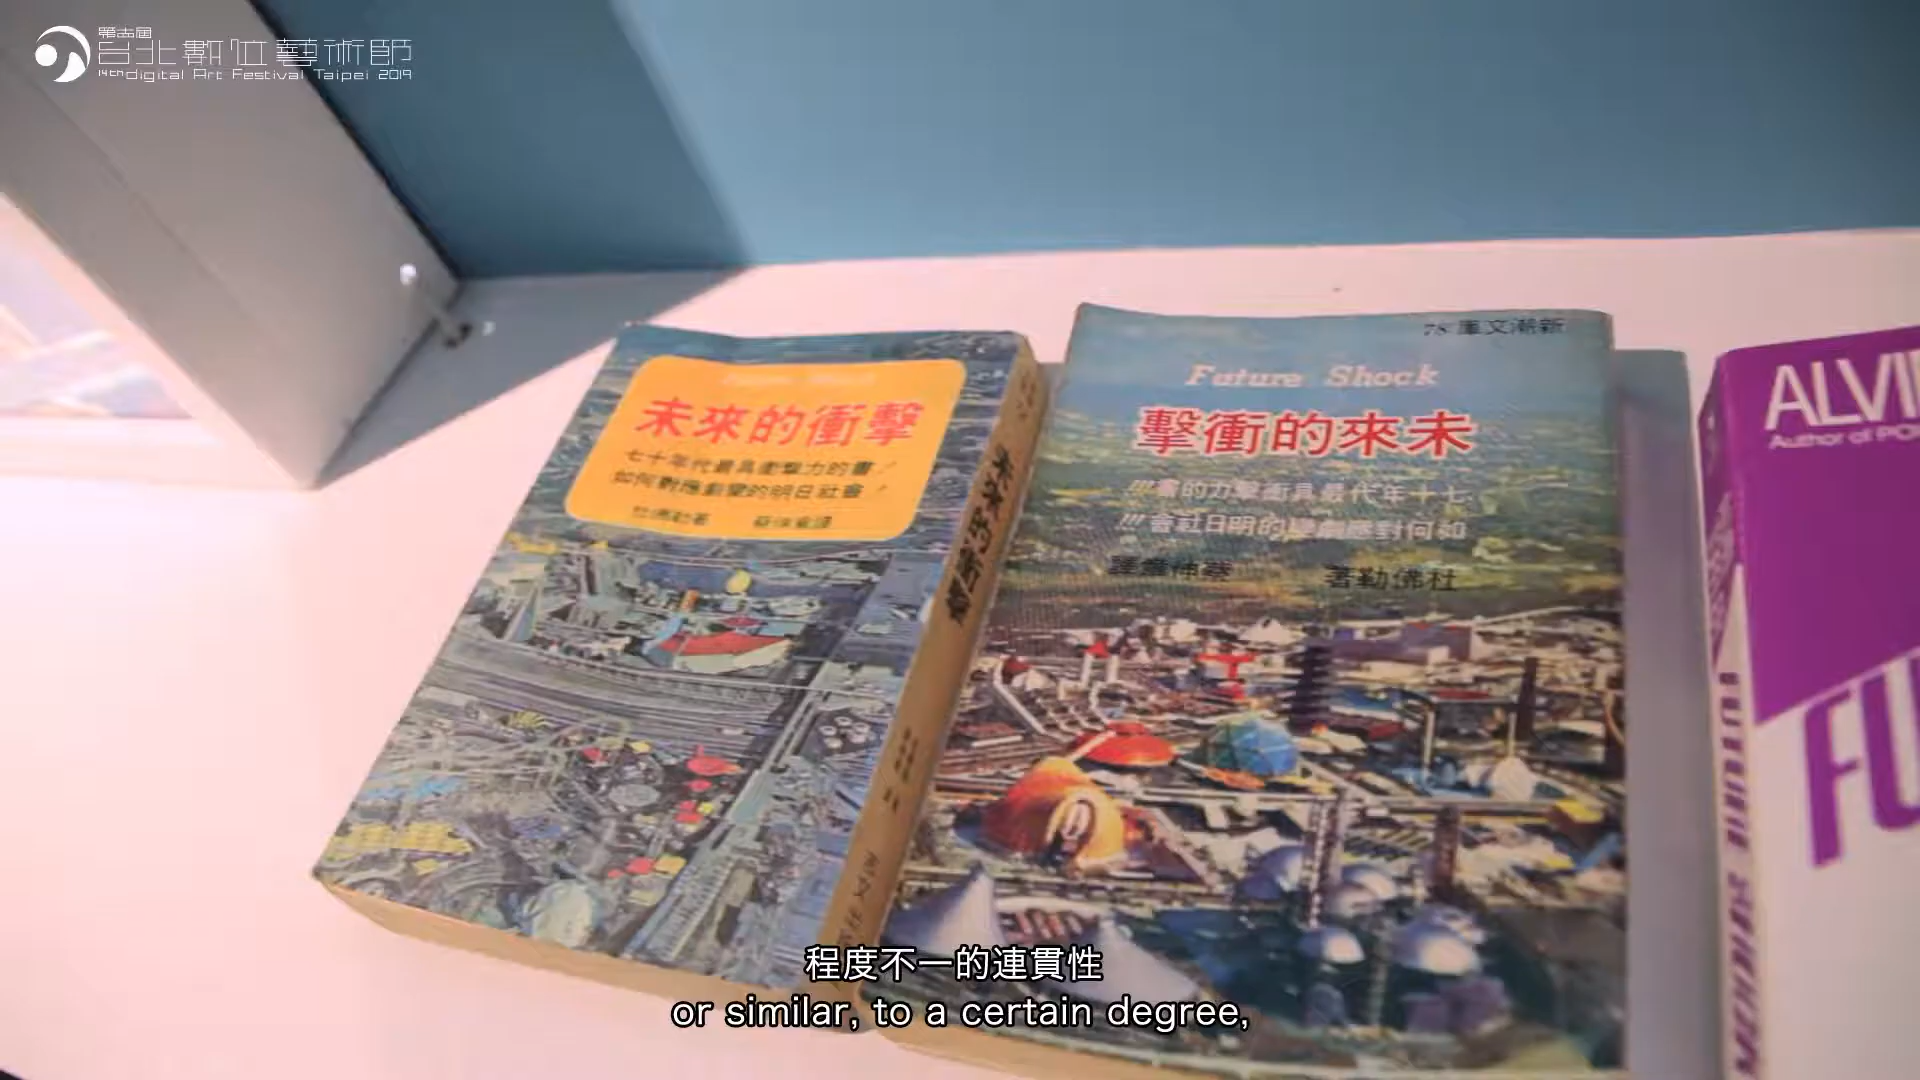 第十四屆
台北數位藝術節
14th Digital Art Festival Taipei 2019
未來的衝擊
七十年代最具衝擊力的書！
如何對應劇變的明日社會！
未來的衝擊
78 庫文潮新
Future Shock
擊衝的來未
!!!書的力擊衝具最代年十七
!!!會社日明的變劇應對何如
著勒佛杜
ALVI
Author of PO
FU
程度不一的連貫性
or similar, to a certain degree,